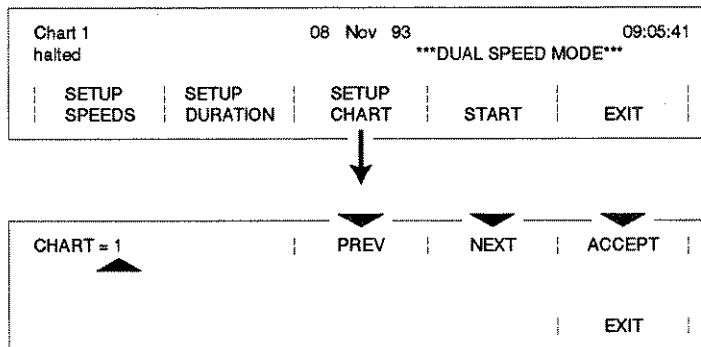 Chart 1 08 Nov 93 09:05:41
halted ***DUAL SPEED MODE***
SETUP SETUP SETUP
SPEEDS DURATION CHART START EXIT
CHART = 1 PREV NEXT ACCEPT
EXIT